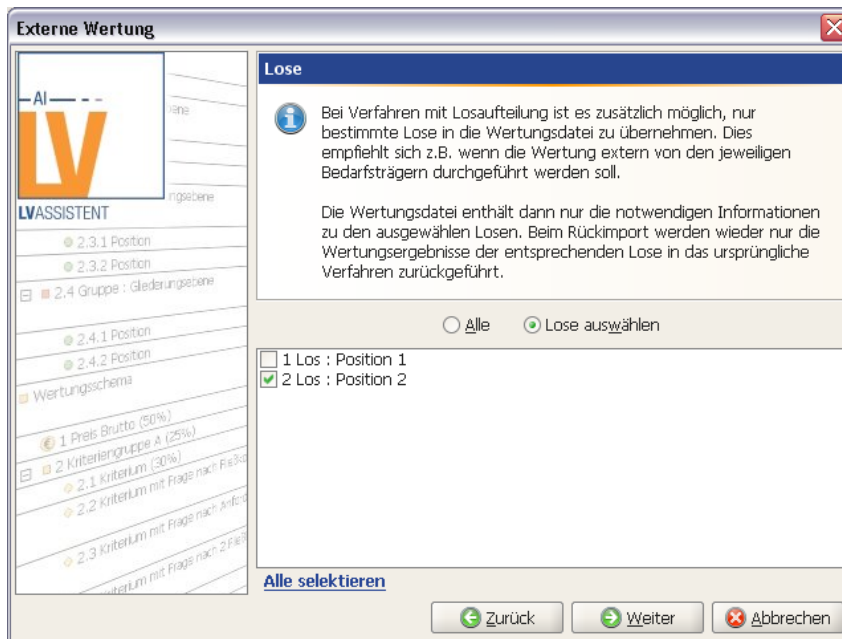 Externe Wertung
AI
LV
LVASSISTENT
ngsebene
2.3.1 Position
2.3.2 Position
2.4 Gruppe : Gliederungsebene
2.4.1 Position
2.4.2 Position
Wertungsschema
1 Preis Brutto (50%)
2 Kriteriengruppe A (25%)
2.1 Kriterium (30%)
2.2 Kriterium mit Frage nach
2.3 Kriterium mit Frage nach
mit Frage nach
Lose
Bei Verfahren mit Losaufteilung ist es zusätzlich möglich, nur
bestimmte Lose in die Wertungsdatei zu übernehmen. Dies
empfiehlt sich z.B. wenn die Wertung extern von den jeweiligen
Bedarfsträgern durchgeführt werden soll.
Die Wertungsdatei enthält dann nur die notwendigen Informationen
zu den ausgewählen Losen. Beim Rückimport werden wieder nur die
Wertungsergebnisse der entsprechenden Lose in das ursprüngliche
Verfahren zurückgeführt.
Alle Lose auswählen
1 Los : Position 1
2 Los : Position 2
Alle selektieren
Zurück Weiter Abbrechen